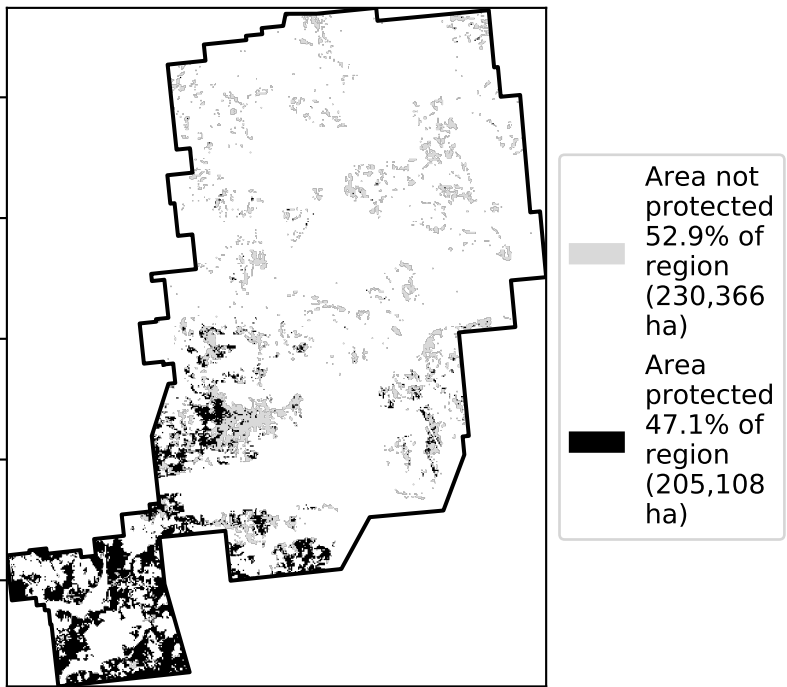 Area not
protected
52.9% of
region
(230,366
ha)
Area
protected
47.1% of
region
(205,108
ha)